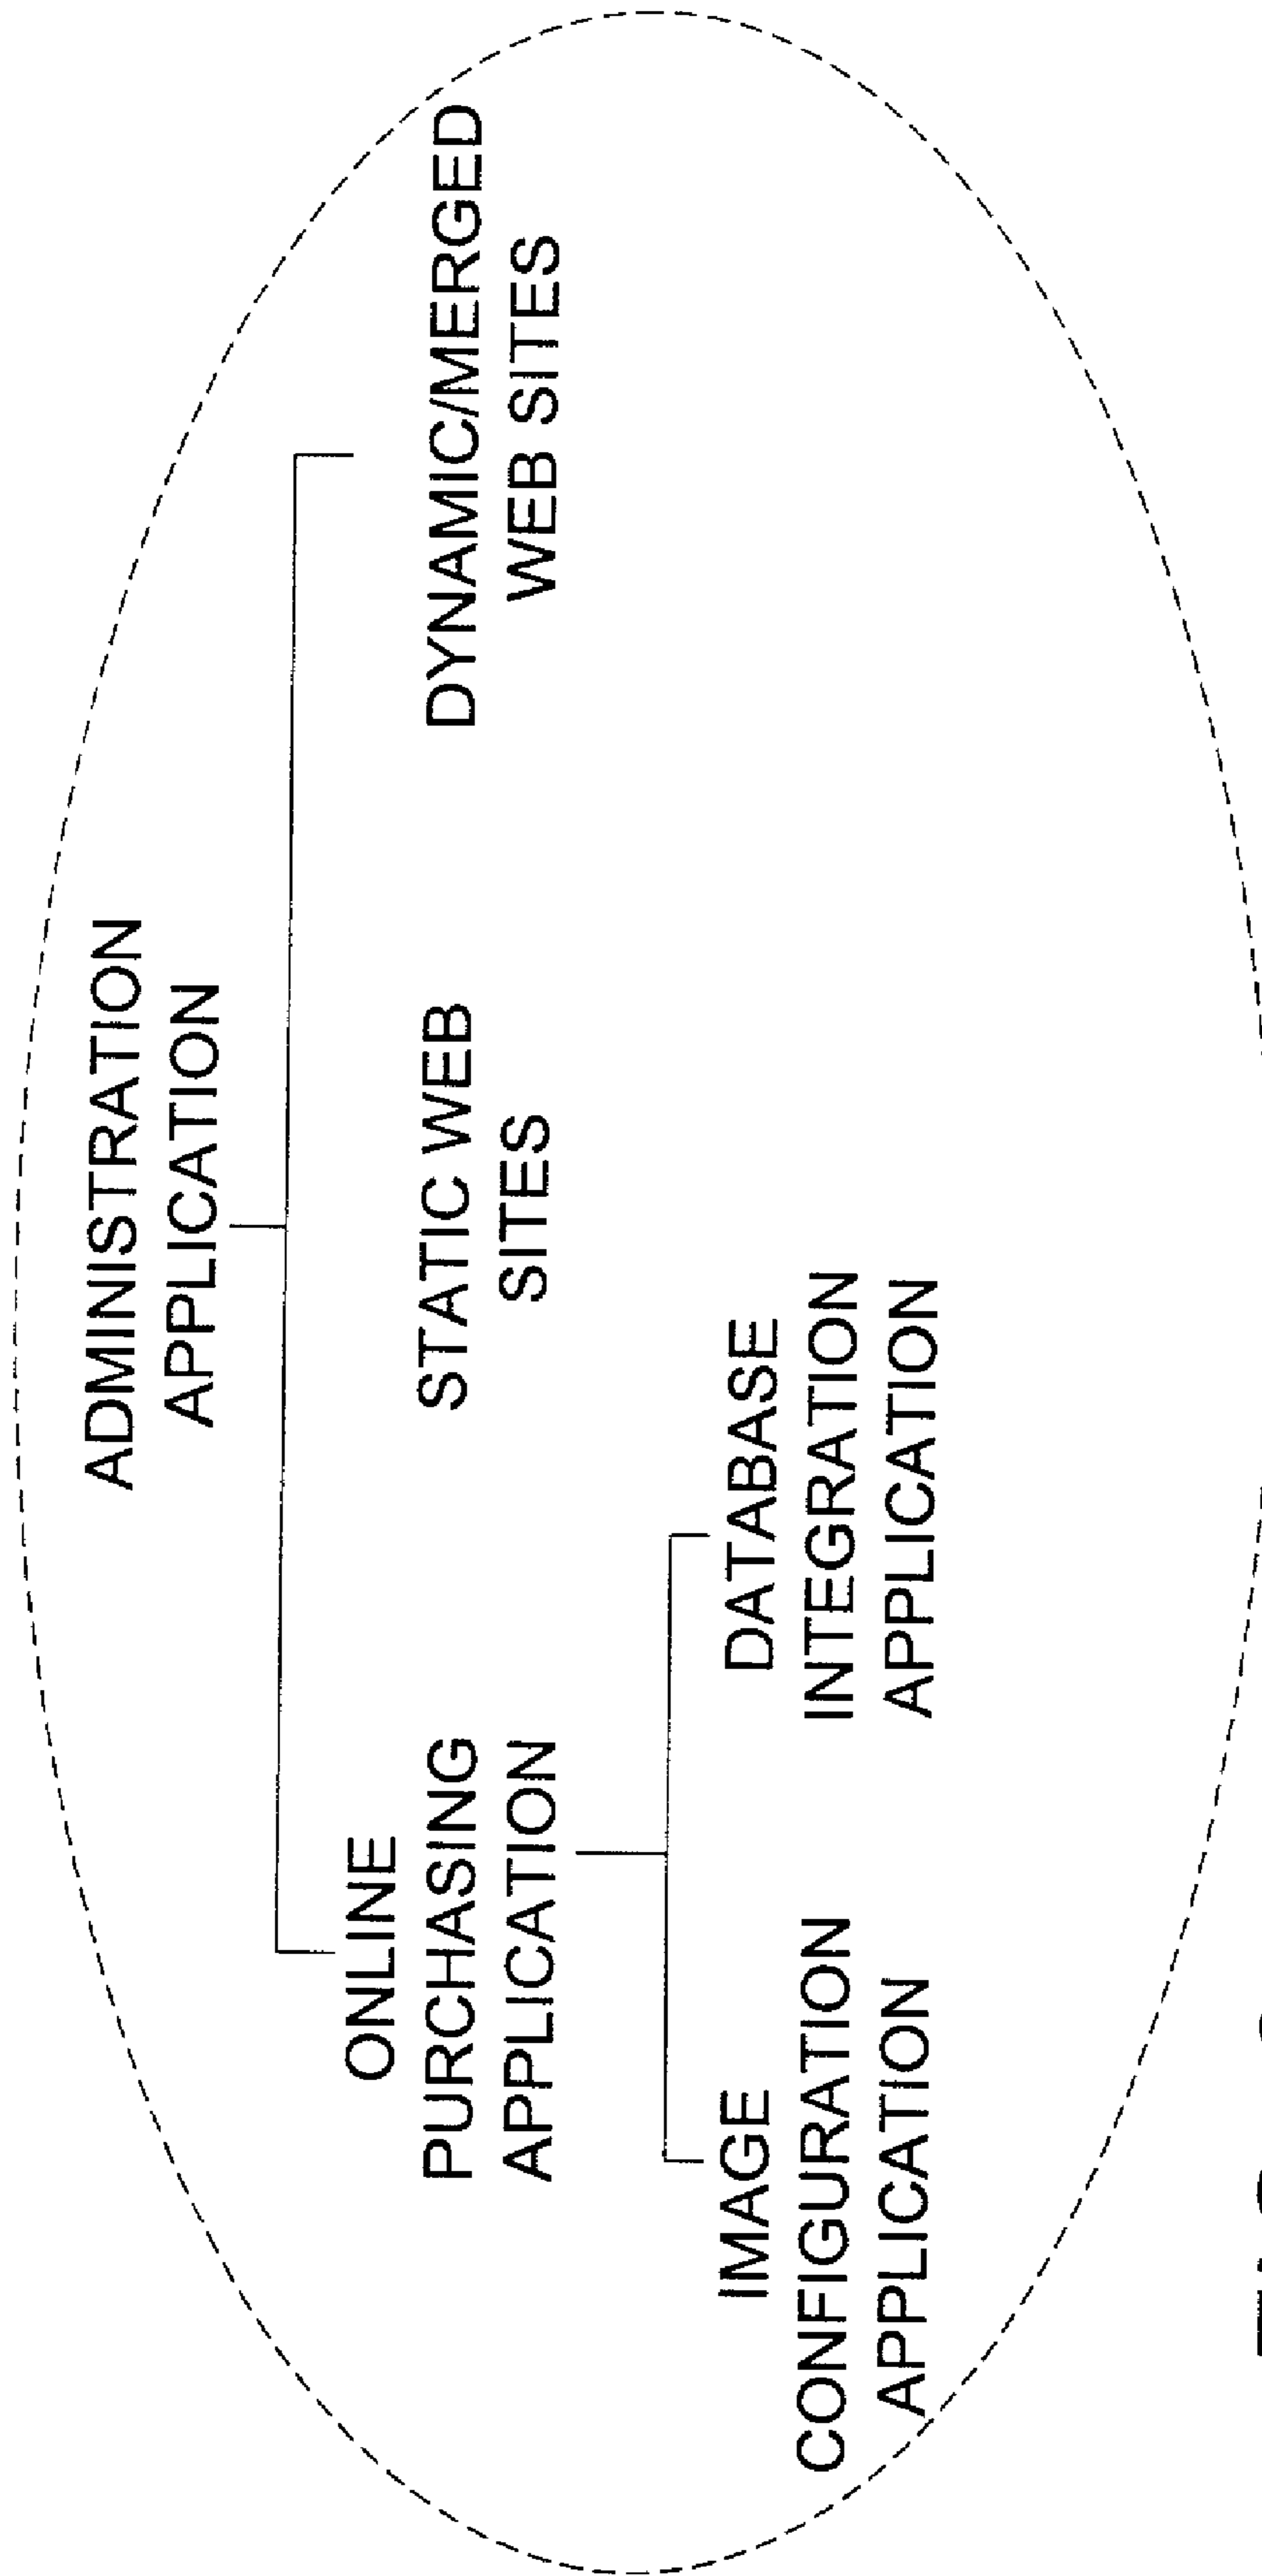 ADMINISTRATION
APPLICATION
ONLINE
PURCHASING
APPLICATION
STATIC WEB
SITES
DYNAMIC/MERGED
WEB SITES
IMAGE
CONFIGURATION
APPLICATION
DATABASE
INTEGRATION
APPLICATION